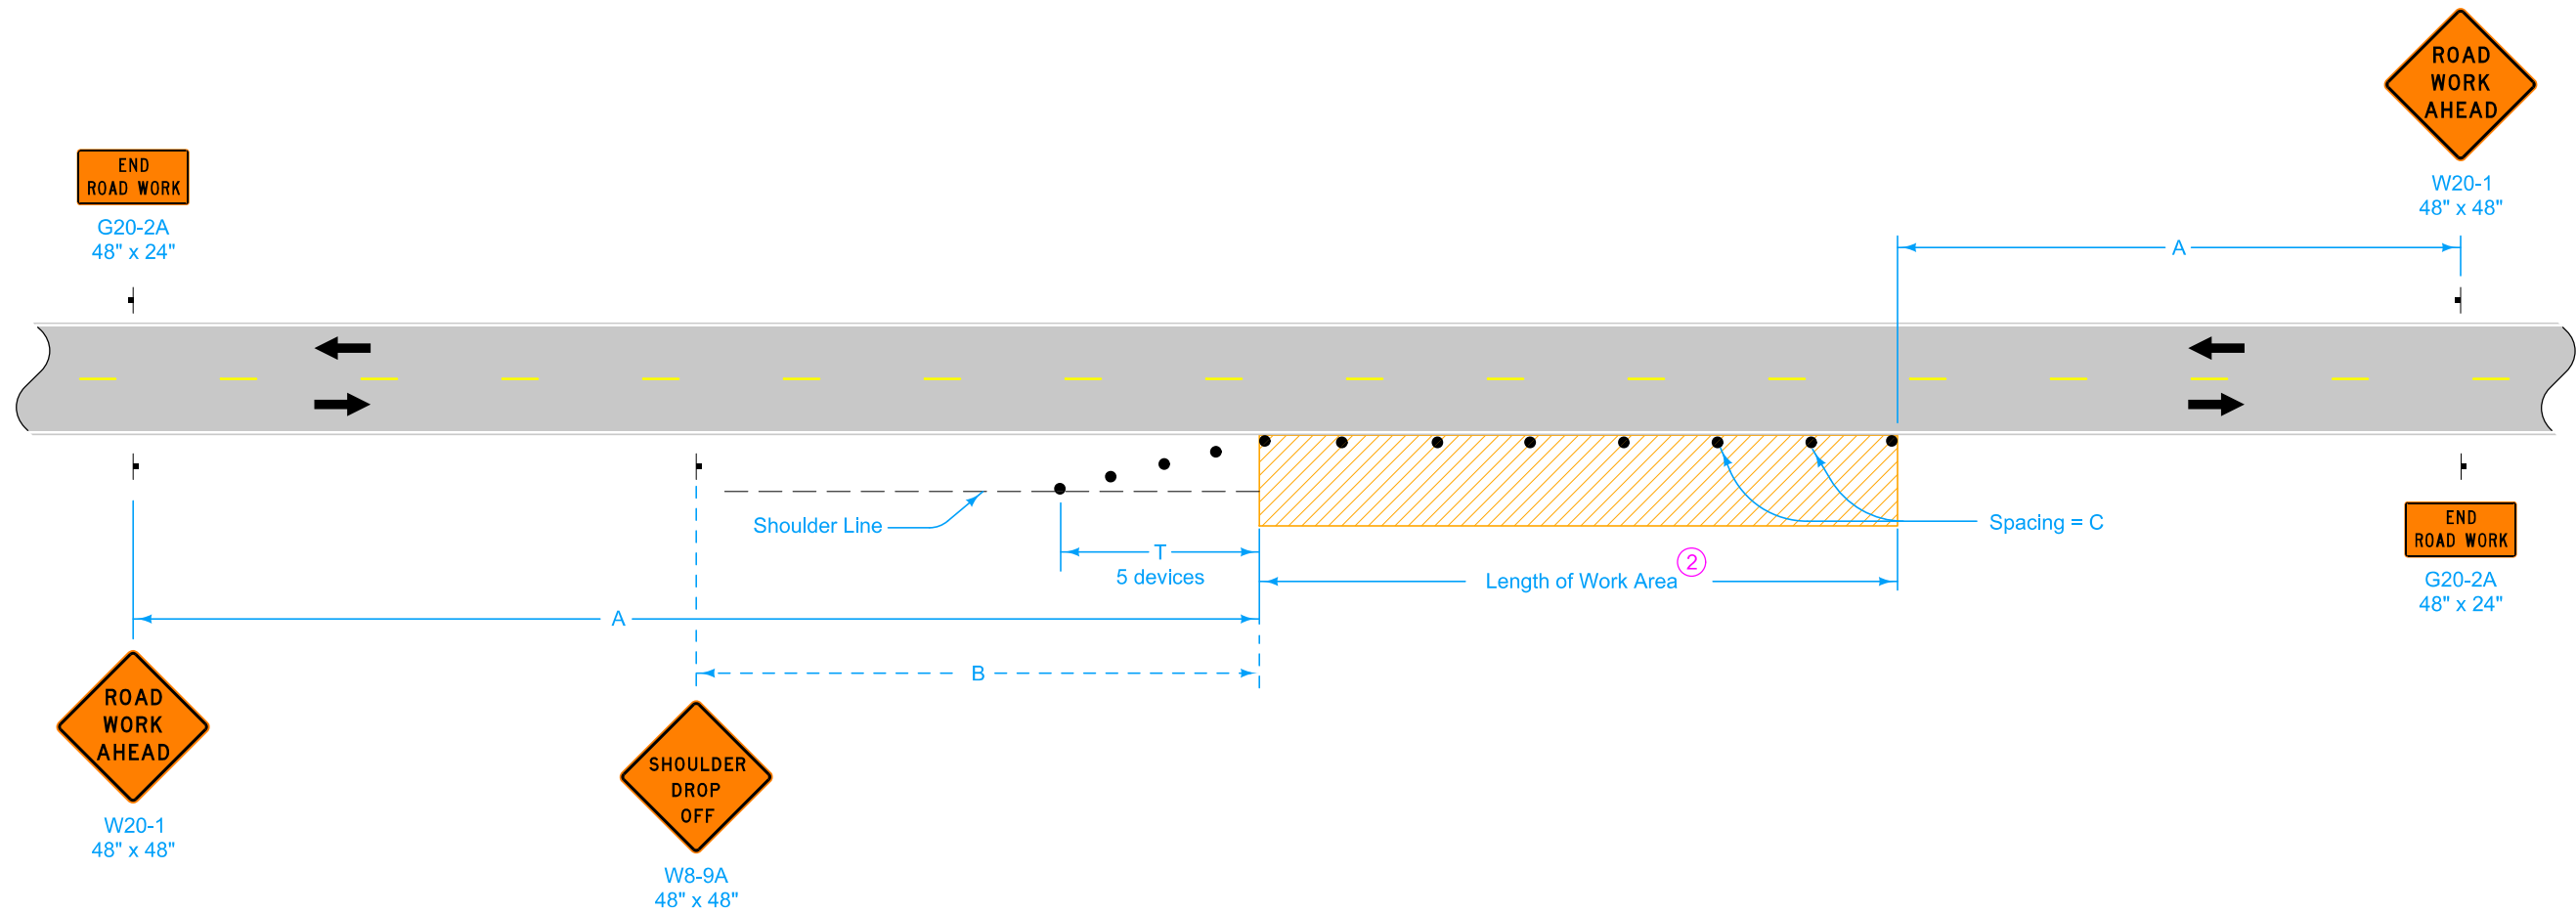 ROAD
WORK
AHEAD
W20-1
48" x 48"
END
ROAD WORK
G20-2A
48" x 24"
A
Shoulder Line
T
5 devices
2
Length of Work Area
Spacing = C
END
ROAD WORK
G20-2A
48" x 24"
A
B
ROAD
WORK
AHEAD
W20-1
48" x 48"
SHOULDER
DROP
OFF
W8-9A
48" x 48"